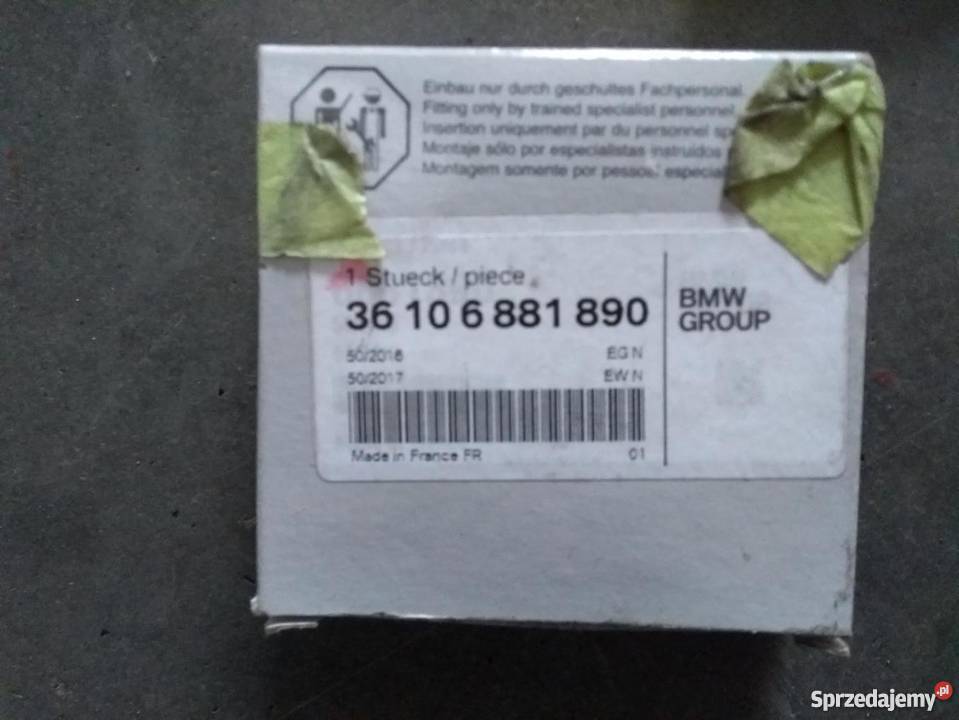 Einbau nur durch geschultes Fachpersonal.
Fitting only by trained specialist personnel
Insertion uniquement par du personnel
Montaje sólo por especialistas instruidos
Montagem somente por pessoal
1 Stueck / piece
36 10 6 881 890
50/2016 EG N
50/2017 EW N
Made in France FR 01
BMW
GROUP
Sprzedajemy.pl